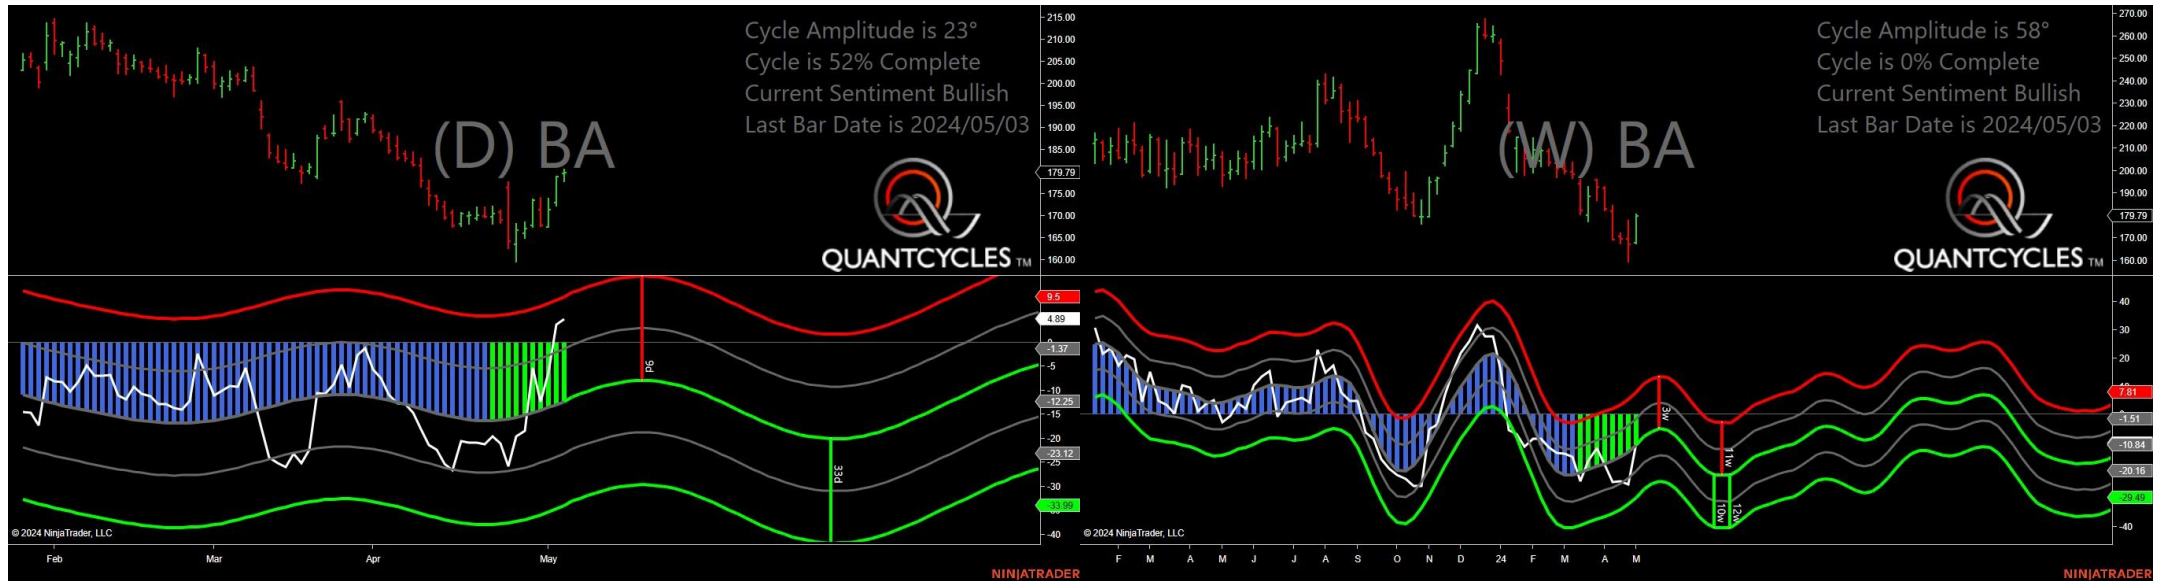 Cycle Amplitude is 23°
Cycle is 52% Complete
Current Sentiment Bullish
Last Bar Date is 2024/05/03
(D) BA
QUANTCYCLES TM
215.00
210.00
205.00
200.00
195.00
190.00
185.00
179.79
175.00
170.00
165.00
160.00
9.5
4.89
0
-1.37
-5
-10
-12.25
-15
-20
-23.12
-25
-30
-33.99
-40
9d
33d
© 2024 NinjaTrader, LLC
Feb Mar Apr May
NINJATRADER
Cycle Amplitude is 58°
Cycle is 0% Complete
Current Sentiment Bullish
Last Bar Date is 2024/05/03
(W) BA
QUANTCYCLES TM
270.00
260.00
250.00
240.00
230.00
220.00
210.00
200.00
190.00
179.79
170.00
160.00
40
30
20
7.81
-1.51
-10.84
-20.16
-29.49
-40
3w
11w
10w
12w
© 2024 NinjaTrader, LLC
F M A M J J A S O N D 24 F M A M
NINJATRADER